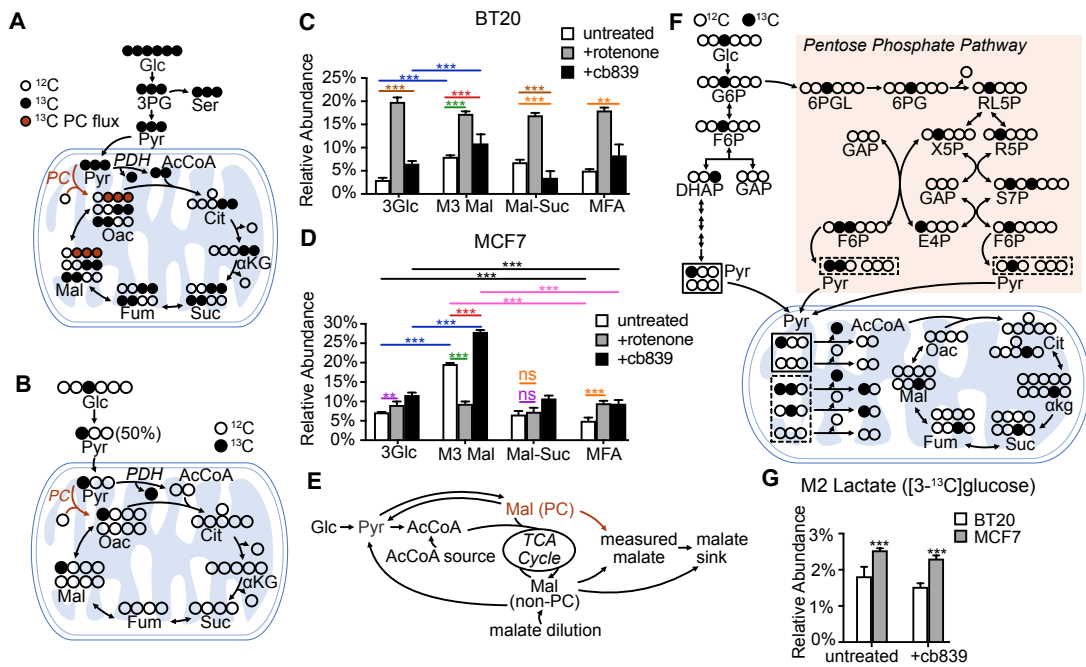 A
Glc
3PG
Ser
Pyr
¹²C
¹³C
¹³C PC flux
PDH
AcCoA
Pyr
PC
Oac
Cit
αKG
Mal
Fum
Suc
B
Glc
Pyr (50%)
¹²C
¹³C
PDH
AcCoA
Pyr
PC
Oac
Cit
αKG
Mal
Fum
Suc
C
BT20
untreated
+rotenone
+cb839
Relative Abundance
25%
20%
15%
10%
5%
0%
***
***
***
***
***
***
***
**
3Glc
M3 Mal
Mal-Suc
MFA
D
MCF7
***
***
***
***
***
***
***
untreated
+rotenone
+cb839
Relative Abundance
30%
25%
20%
15%
10%
5%
0%
**
***
ns
ns
***
3Glc
M3 Mal
Mal-Suc
MFA
E
Glc
Pyr
AcCoA
Mal (PC)
AcCoA source
TCA
Cycle
measured
malate
malate
sink
Mal
(non-PC)
malate dilution
F
¹²C
¹³C
Glc
G6P
F6P
DHAP
GAP
Pyr
Pentose Phosphate Pathway
6PGL
6PG
RL5P
GAP
X5P
R5P
GAP
S7P
F6P
E4P
F6P
Pyr
Pyr
Pyr
AcCoA
Oac
Cit
Mal
αkg
Fum
Suc
G
M2 Lactate ([3-¹³C]glucose)
BT20
MCF7
Relative Abundance
3%
2%
1%
0%
***
***
untreated
+cb839